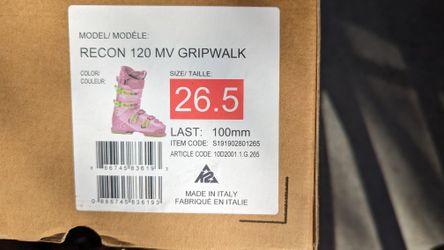 MODEL/ MODÈLE:
RECON 120 MV GRIPWALK
COLOR/
COULEUR:
SIZE/ TAILLE:
26.5
LAST: 100mm
ITEM CODE: S191902801265
ARTICLE CODE: 10D2001.1.G.265
K2
MADE IN ITALY
FABRIQUÉ EN ITALIE